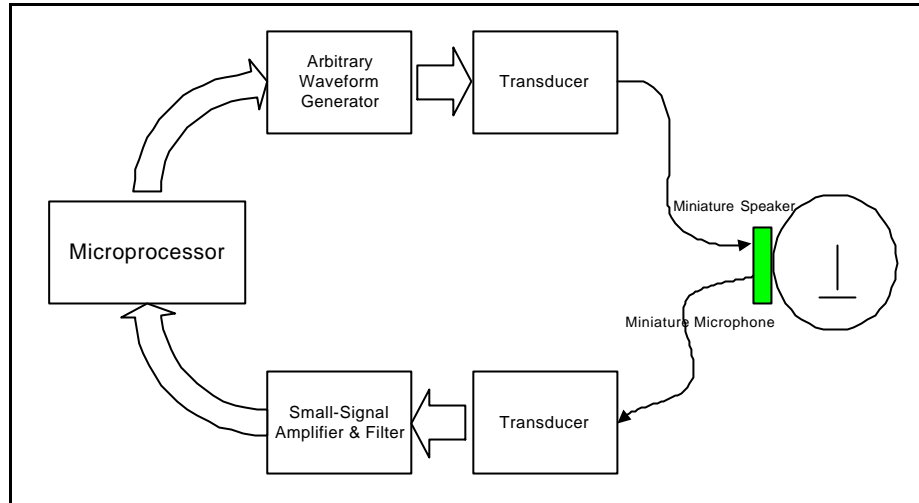 Arbitrary
Waveform
Generator
Transducer
Miniature Speaker
Microprocessor
Miniature Microphone
Small-Signal
Amplifier & Filter
Transducer